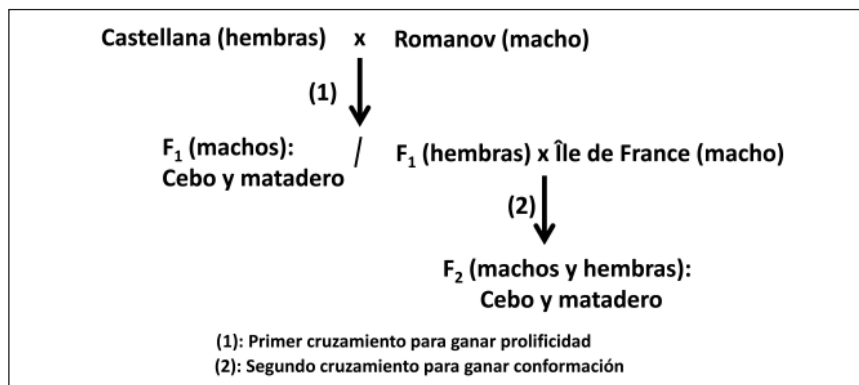 Castellana (hembras) x Romanov (macho)
(1)
F₁ (machos): / F₁ (hembras) x Île de France (macho)
Cebo y matadero
(2)
F₂ (machos y hembras):
Cebo y matadero
(1): Primer cruzamiento para ganar prolificidad
(2): Segundo cruzamiento para ganar conformación